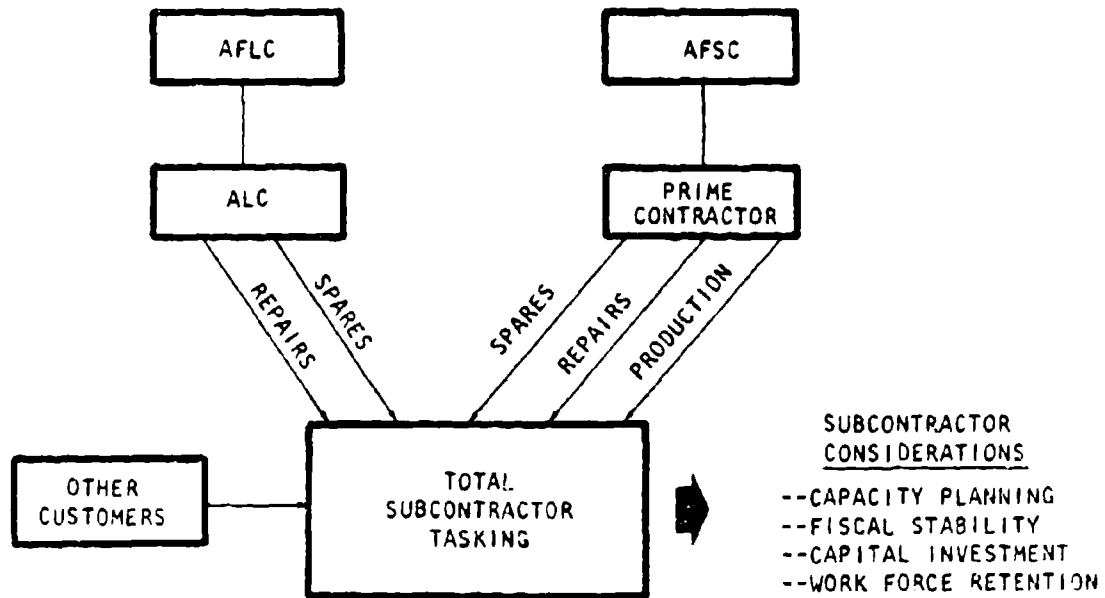 AFLC
AFSC
ALC
PRIME
CONTRACTOR
REPAIRS
SPARES
SPARES
REPAIRS
PRODUCTION
OTHER
CUSTOMERS
TOTAL
SUBCONTRACTOR
TASKING
SUBCONTRACTOR
CONSIDERATIONS
--CAPACITY PLANNING
--FISCAL STABILITY
--CAPITAL INVESTMENT
--WORK FORCE RETENTION